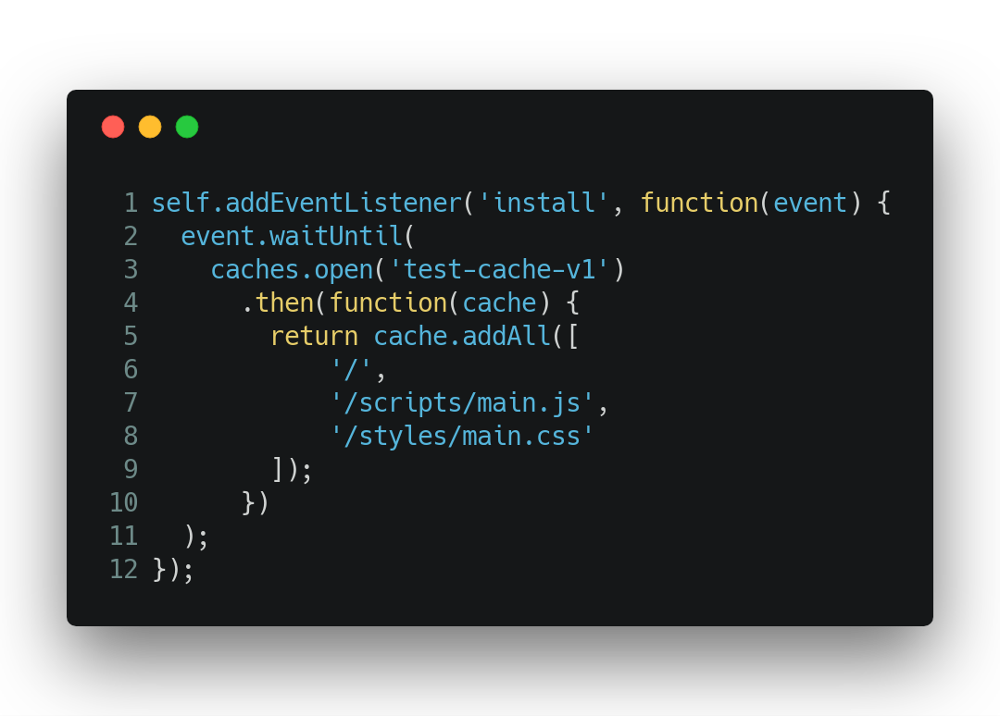 1 self.addEventListener('install', function(event) {
2   event.waitUntil(
3     caches.open('test-cache-v1')
4       .then(function(cache) {
5         return cache.addAll([
6             '/',
7             '/scripts/main.js',
8             '/styles/main.css'
9         ]);
10       })
11   );
12 });